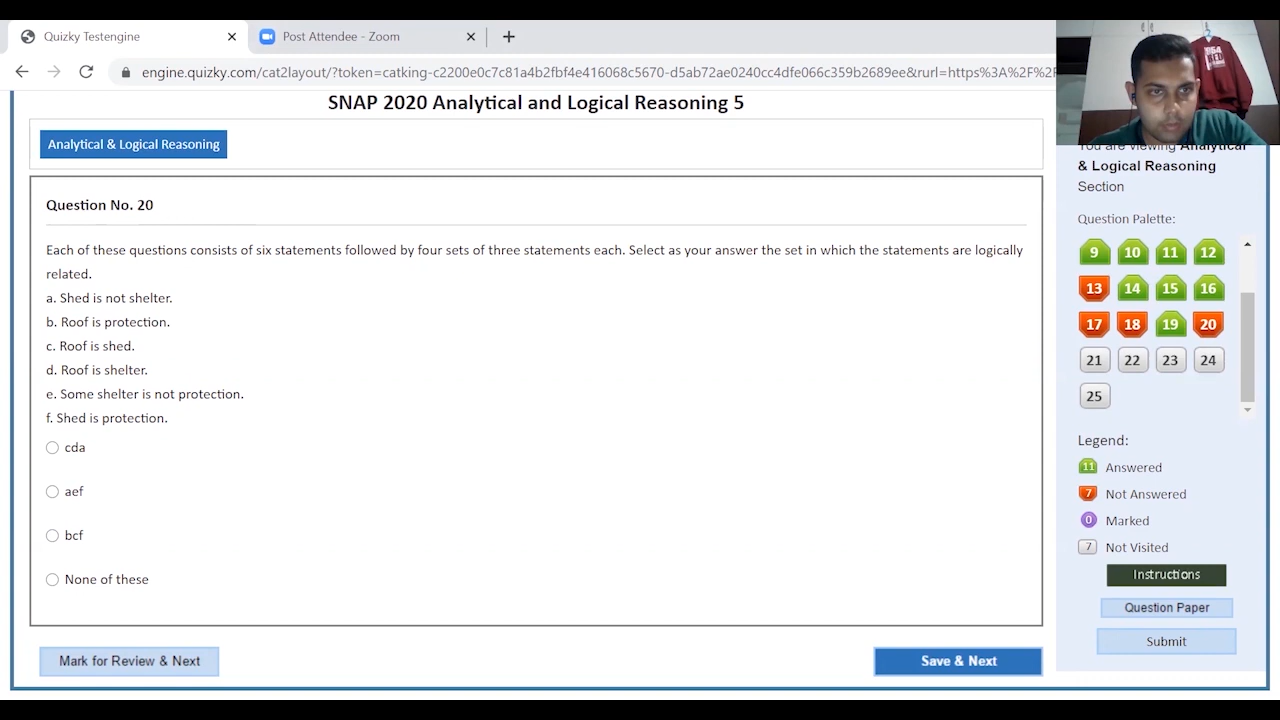 Quizky Testengine
Post Attendee - Zoom
engine.quizky.com/cat2layout/?token=catking-c2200e0c7c61a4b2fbf4e416068c5670-d5ab72ae0240cc4dfe066c359b2689ee&rurl=https%3A%2F%2F
SNAP 2020 Analytical and Logical Reasoning 5
Analytical & Logical Reasoning
Question No. 20
Each of these questions consists of six statements followed by four sets of three statements each. Select as your answer the set in which the statements are logically
related.
a. Shed is not shelter.
b. Roof is protection.
c. Roof is shed.
d. Roof is shelter.
e. Some shelter is not protection.
f. Shed is protection.
cda
aef
bcf
None of these
Mark for Review & Next
Save & Next
You are viewing Analytical
& Logical Reasoning
Section
Question Palette:
9 10 11 12
13 14 15 16
17 18 19 20
21 22 23 24
25
Legend:
11 Answered
7 Not Answered
0 Marked
7 Not Visited
Instructions
Question Paper
Submit